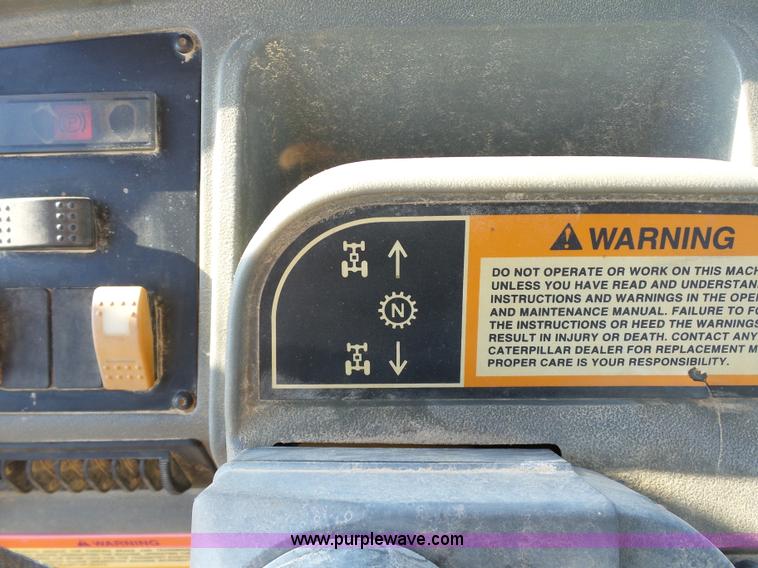 P
N
WARNING
DO NOT OPERATE OR WORK ON THIS MACH
UNLESS YOU HAVE READ AND UNDERSTAN
INSTRUCTIONS AND WARNINGS IN THE OPE
AND MAINTENANCE MANUAL. FAILURE TO FO
THE INSTRUCTIONS OR HEED THE WARNINGS
RESULT IN INJURY OR DEATH. CONTACT ANY
CATERPILLAR DEALER FOR REPLACEMENT M
PROPER CARE IS YOUR RESPONSIBILITY.
WARNING
www.purplewave.com